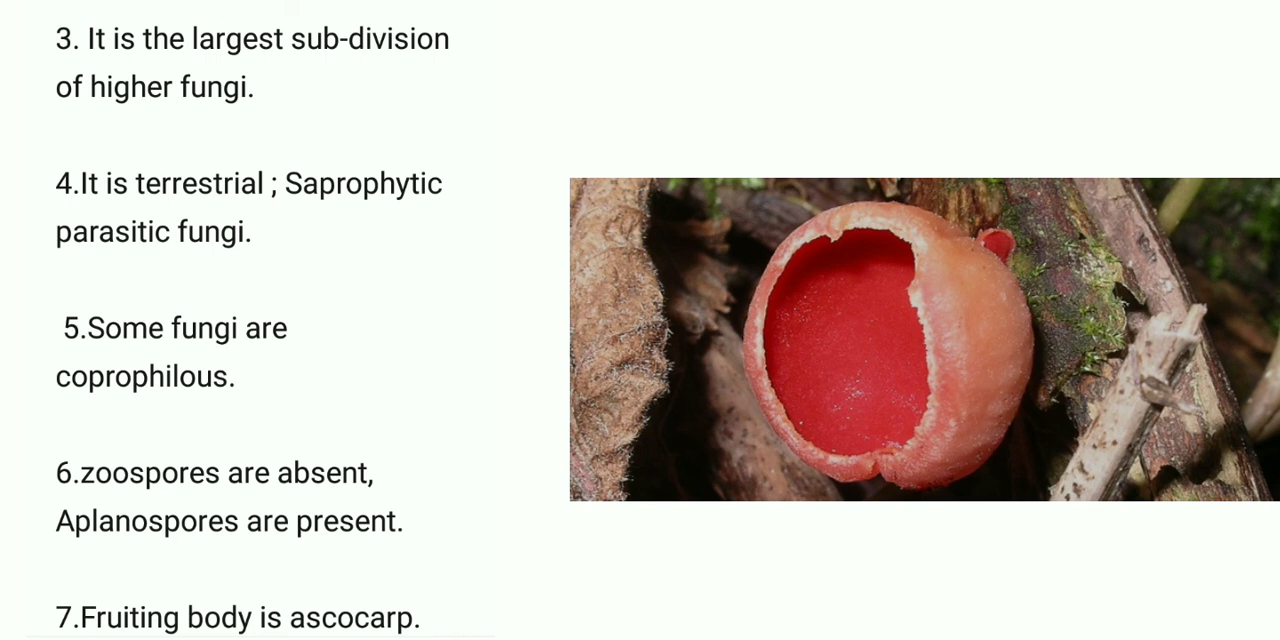 3. It is the largest sub-division
of higher fungi.
4.It is terrestrial ; Saprophytic
parasitic fungi.
5.Some fungi are
coprophilous.
6.zoospores are absent,
Aplanospores are present.
7.Fruiting body is ascocarp.